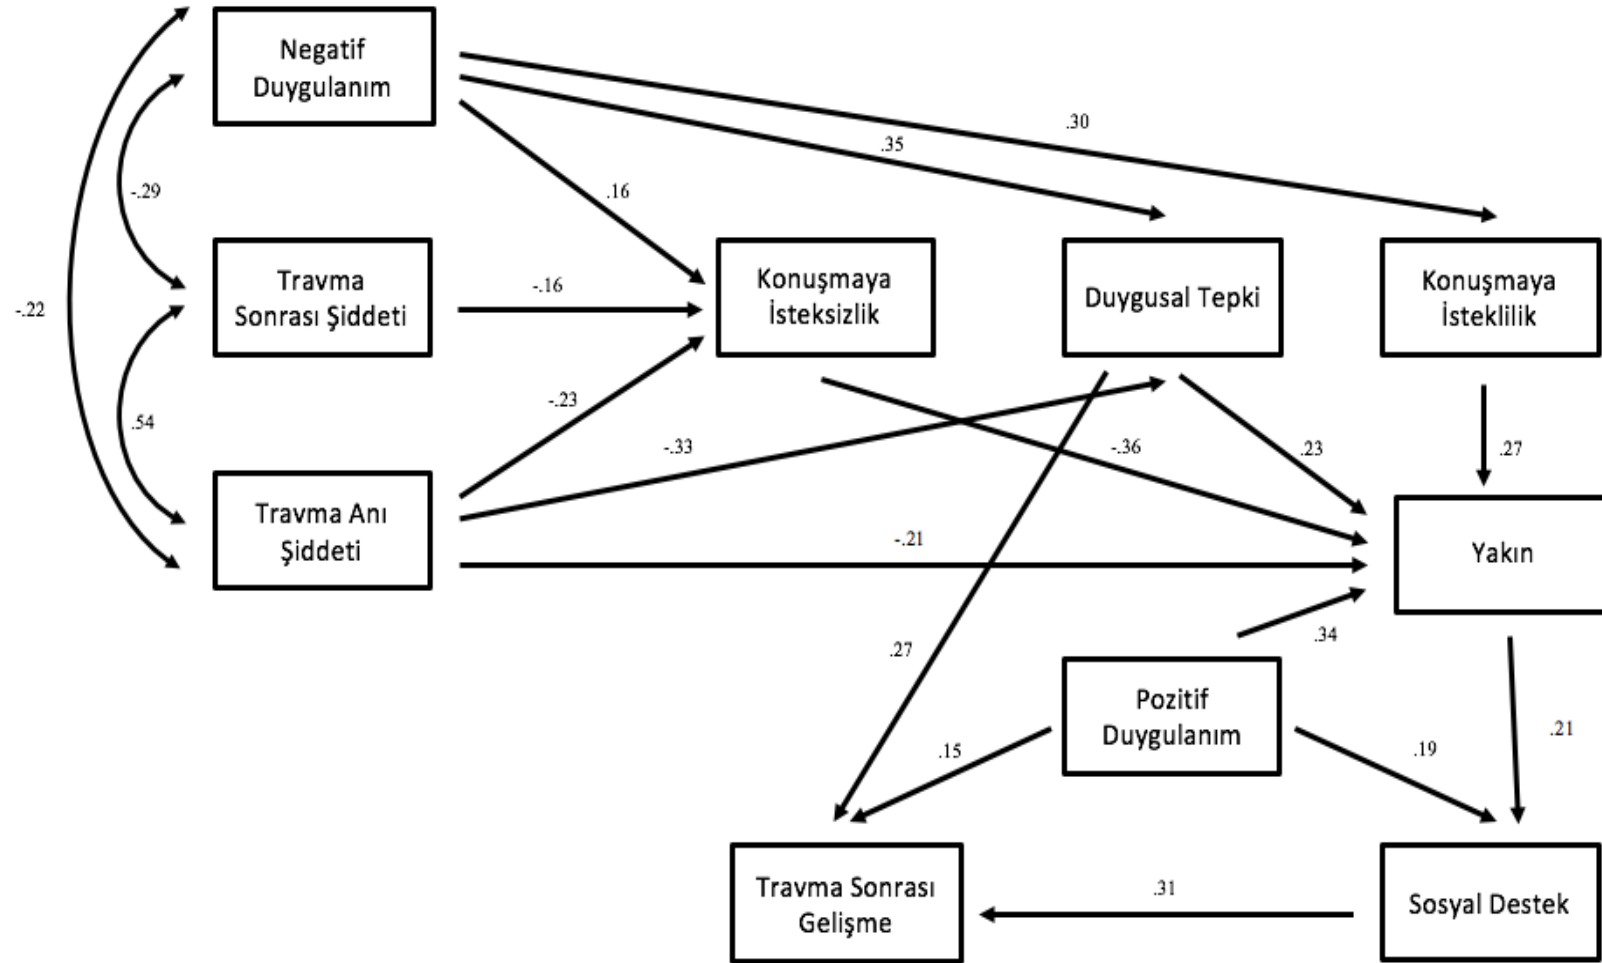 Negatif
Duygulanım
.30
.35
-.29
.16
Travma
Sonrası Şiddeti
-.16
Konuşmaya
İsteksizlik
Duygusal Tepki
Konuşmaya
İsteklilik
-.22
-.23
.54
-.33
-.36
.23
.27
Travma Anı
Şiddeti
-.21
Yakın
.34
.27
Pozitif
Duygulanım
.15
.19
.21
Travma Sonrası
Gelişme
.31
Sosyal Destek